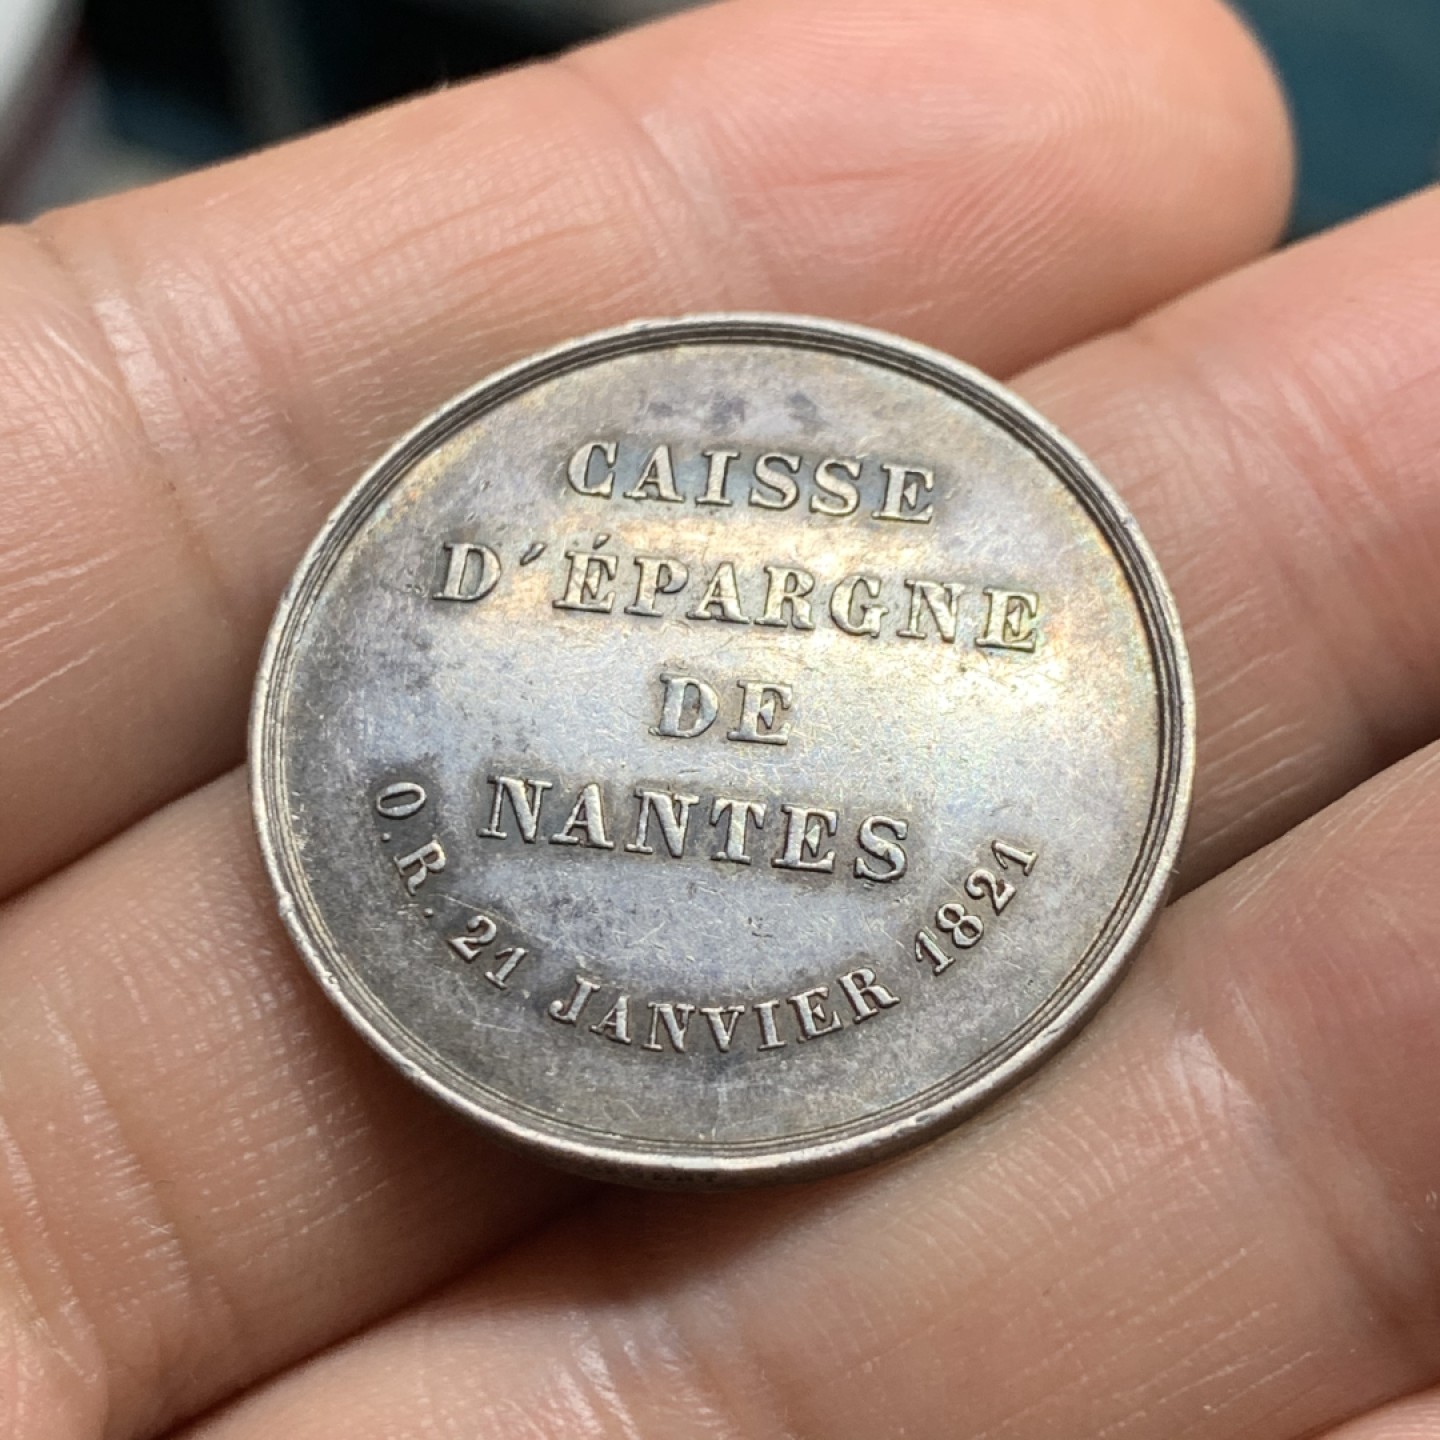 CAISSE
D'ÉPARGNE
DE
NANTES
O.R. 21 JANVIER 1821